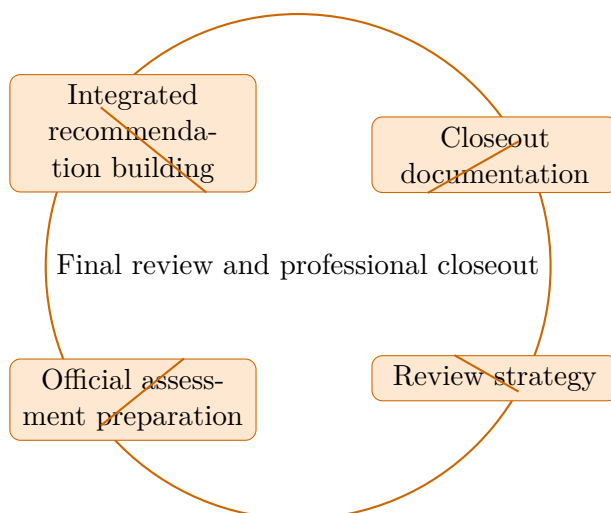 Integrated
recommenda-
tion building
Closeout
documentation
Final review and professional closeout
Official assess-
ment preparation
Review strategy